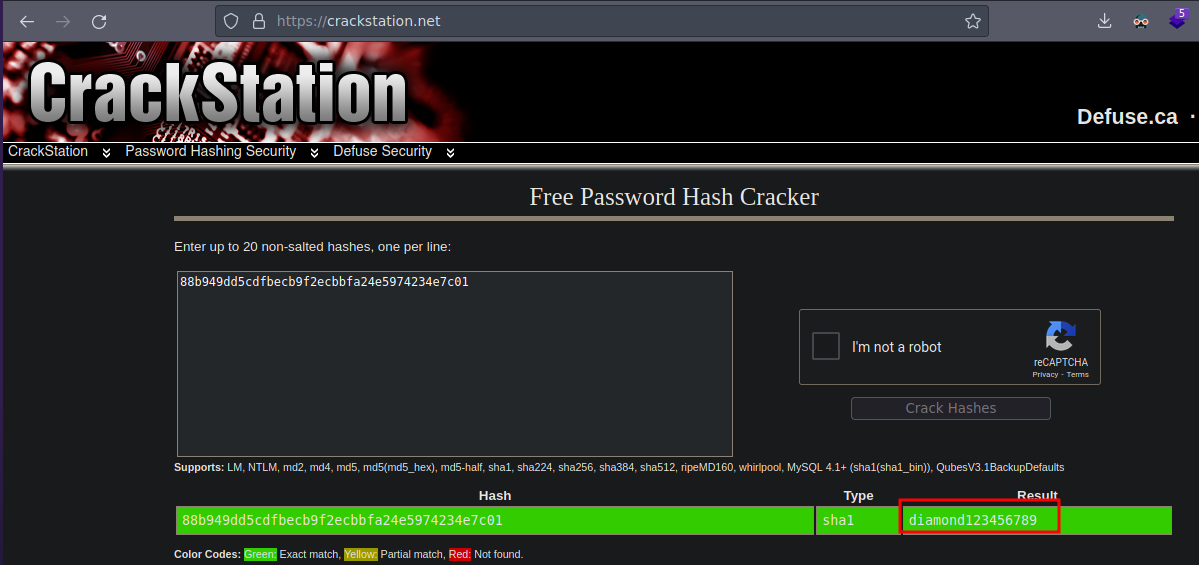 https://crackstation.net
5
CrackStation
Defuse.ca ·
CrackStation Password Hashing Security Defuse Security
Free Password Hash Cracker
Enter up to 20 non-salted hashes, one per line:
88b949dd5cdfbecb9f2ecbbfa24e5974234e7c01
I'm not a robot
reCAPTCHA
Privacy - Terms
Crack Hashes
Supports: LM, NTLM, md2, md4, md5, md5(md5_hex), md5-half, sha1, sha224, sha256, sha384, sha512, ripeMD160, whirlpool, MySQL 4.1+ (sha1(sha1_bin)), QubesV3.1BackupDefaults
Hash Type Result
88b949dd5cdfbecb9f2ecbbfa24e5974234e7c01 sha1 diamond123456789
Color Codes: Green: Exact match, Yellow: Partial match, Red: Not found.